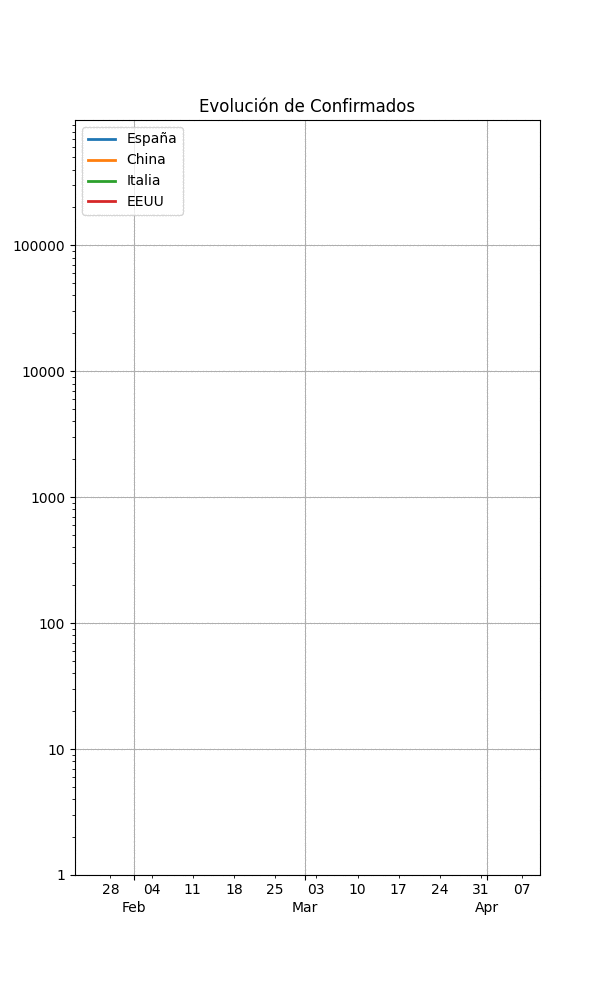 Evolución de Confirmados
España
China
Italia
EEUU
100000
10000
1000
100
10
1
28 04 11 18 25 03 10 17 24 31 07
Feb Mar Apr